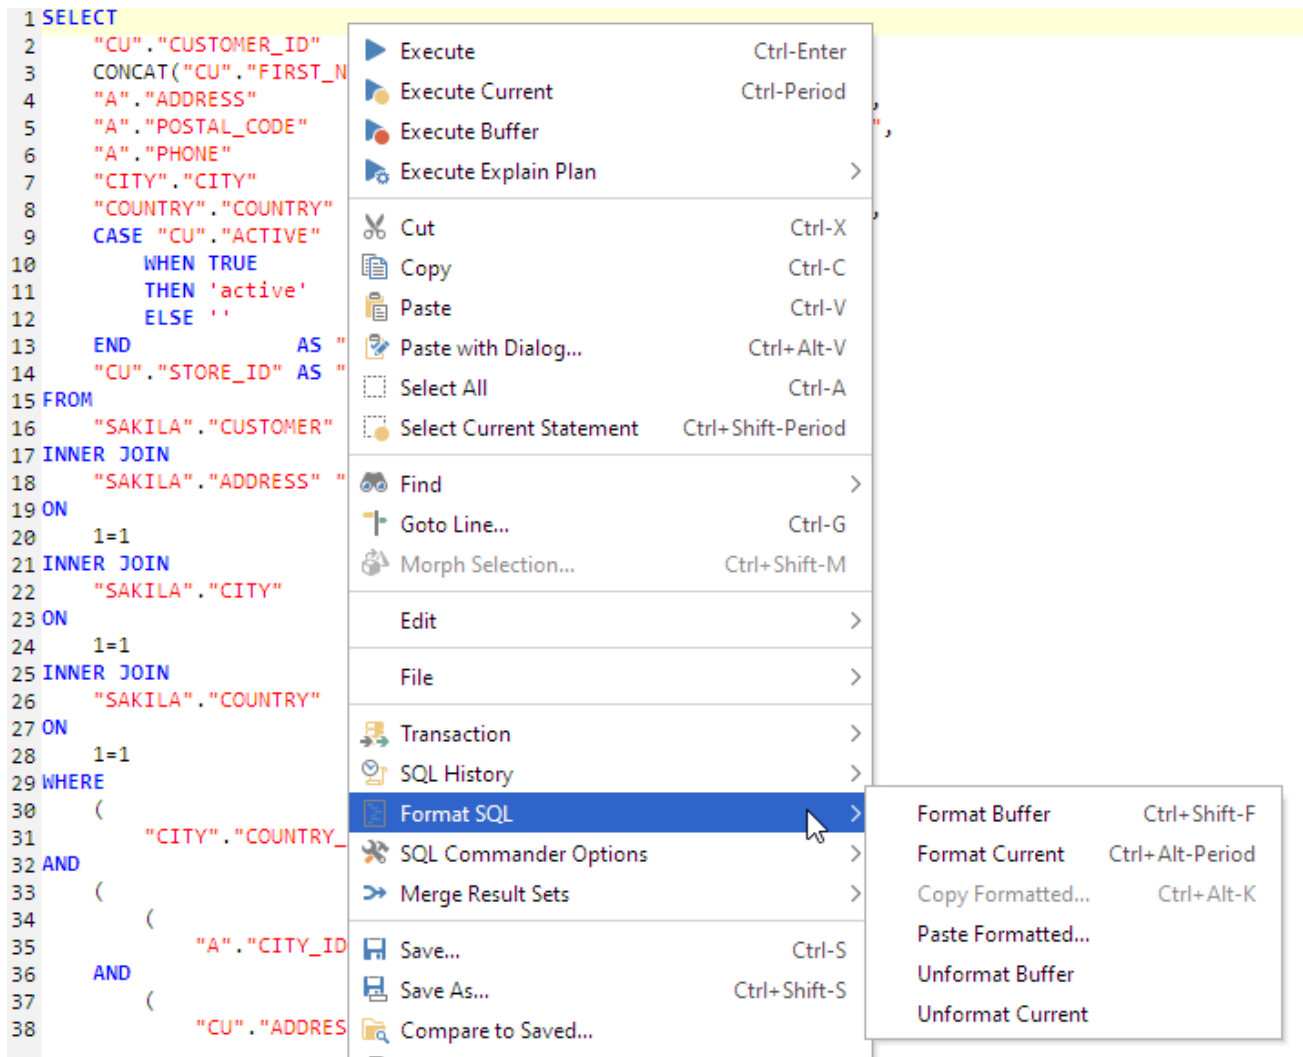 1 SELECT
2 "CU"."CUSTOMER_ID"
3 CONCAT("CU"."FIRST_N
4 "A"."ADDRESS" ,
5 "A"."POSTAL_CODE" ",
6 "A"."PHONE"
7 "CITY"."CITY"
8 "COUNTRY"."COUNTRY" ,
9 CASE "CU"."ACTIVE"
10 WHEN TRUE
11 THEN 'active'
12 ELSE ''
13 END AS "
14 "CU"."STORE_ID" AS "
15 FROM
16 "SAKILA"."CUSTOMER"
17 INNER JOIN
18 "SAKILA"."ADDRESS" "
19 ON
20 1=1
21 INNER JOIN
22 "SAKILA"."CITY"
23 ON
24 1=1
25 INNER JOIN
26 "SAKILA"."COUNTRY"
27 ON
28 1=1
29 WHERE
30 (
31 "CITY"."COUNTRY_
32 AND
33 (
34 (
35 "A"."CITY_ID
36 AND
37 (
38 "CU"."ADDRES
Execute Ctrl-Enter
Execute Current Ctrl-Period
Execute Buffer
Execute Explain Plan
Cut Ctrl-X
Copy Ctrl-C
Paste Ctrl-V
Paste with Dialog... Ctrl+Alt-V
Select All Ctrl-A
Select Current Statement Ctrl+Shift-Period
Find
Goto Line... Ctrl-G
Morph Selection... Ctrl+Shift-M
Edit
File
Transaction
SQL History
Format SQL
SQL Commander Options
Merge Result Sets
Save... Ctrl-S
Save As... Ctrl+Shift-S
Compare to Saved...
Format Buffer Ctrl+Shift-F
Format Current Ctrl+Alt-Period
Copy Formatted... Ctrl+Alt-K
Paste Formatted...
Unformat Buffer
Unformat Current